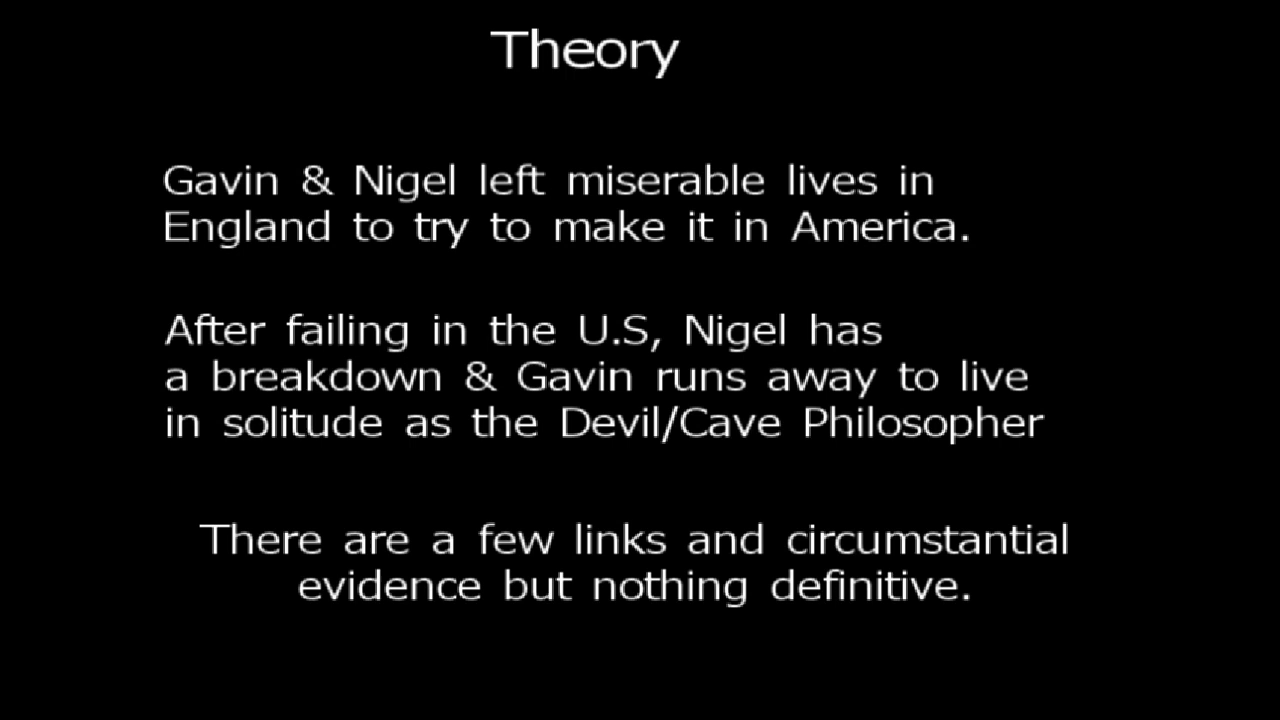 Theory
Gavin & Nigel left miserable lives in
England to try to make it in America.
After failing in the U.S, Nigel has
a breakdown & Gavin runs away to live
in solitude as the Devil/Cave Philosopher
There are a few links and circumstantial
evidence but nothing definitive.